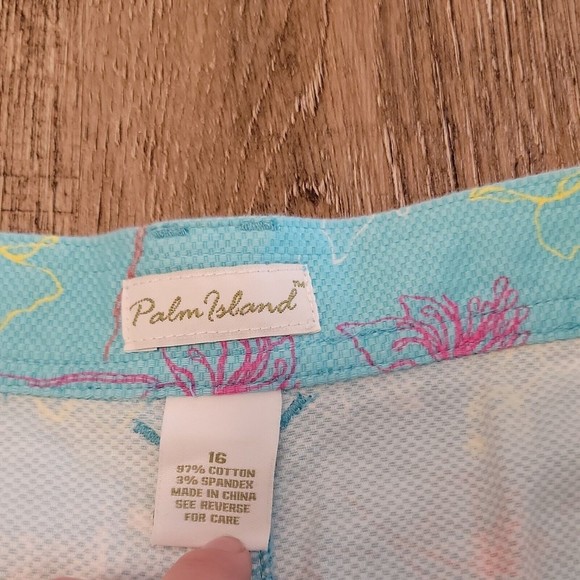 Palm Island™
16
97% COTTON
3% SPANDEX
MADE IN CHINA
SEE REVERSE
FOR CARE